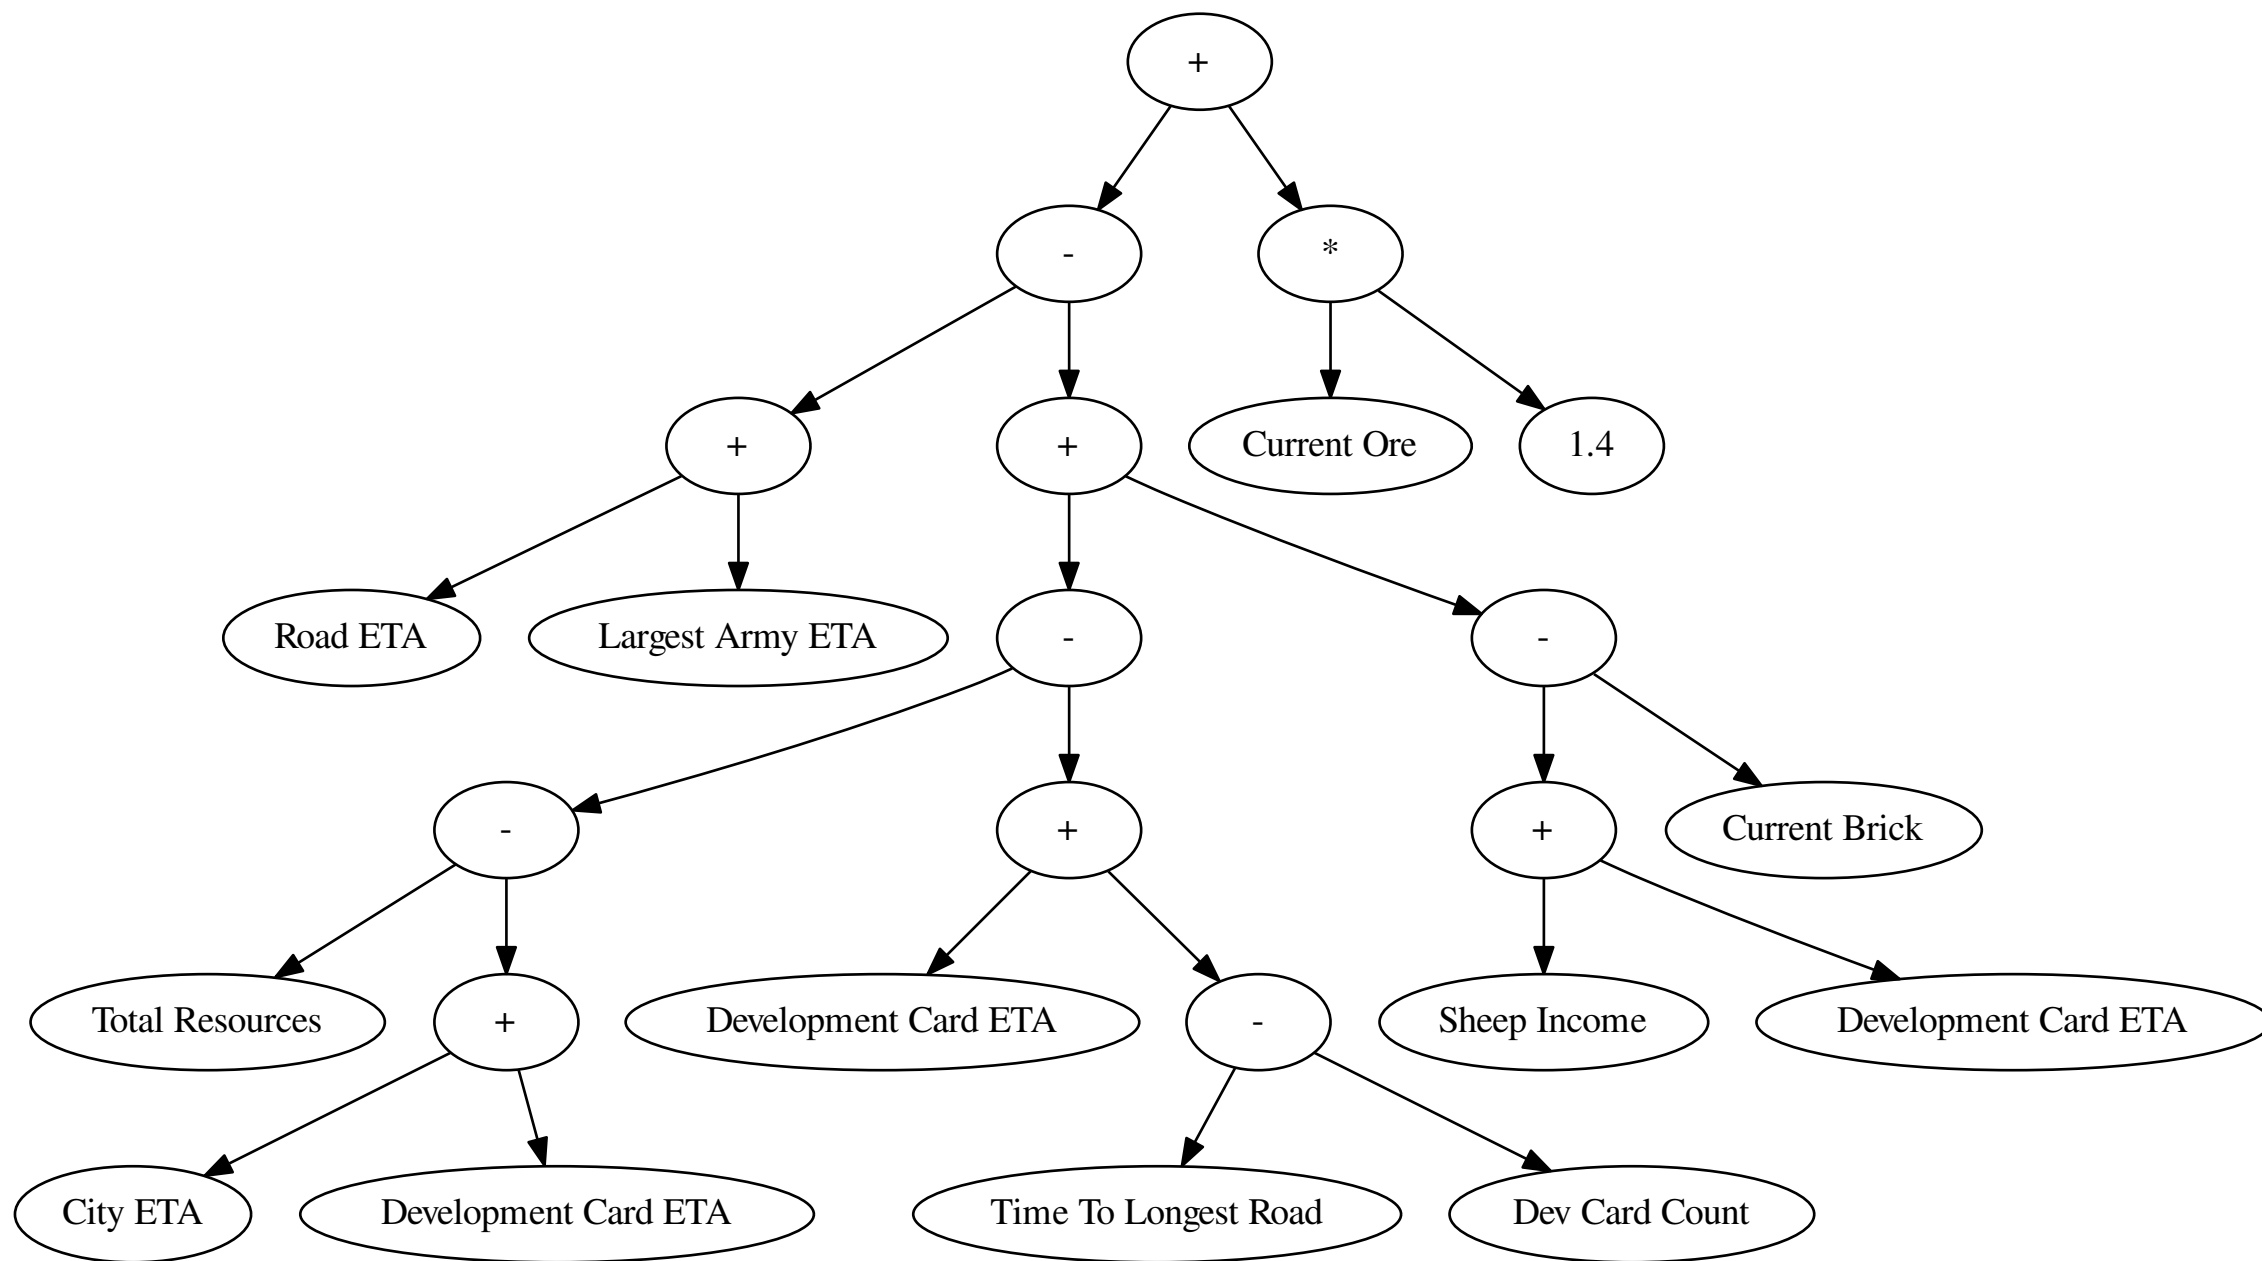 +
-
*
+
+
Current Ore
1.4
Road ETA
Largest Army ETA
-
-
-
+
+
Current Brick
Total Resources
+
Development Card ETA
-
Sheep Income
Development Card ETA
City ETA
Development Card ETA
Time To Longest Road
Dev Card Count